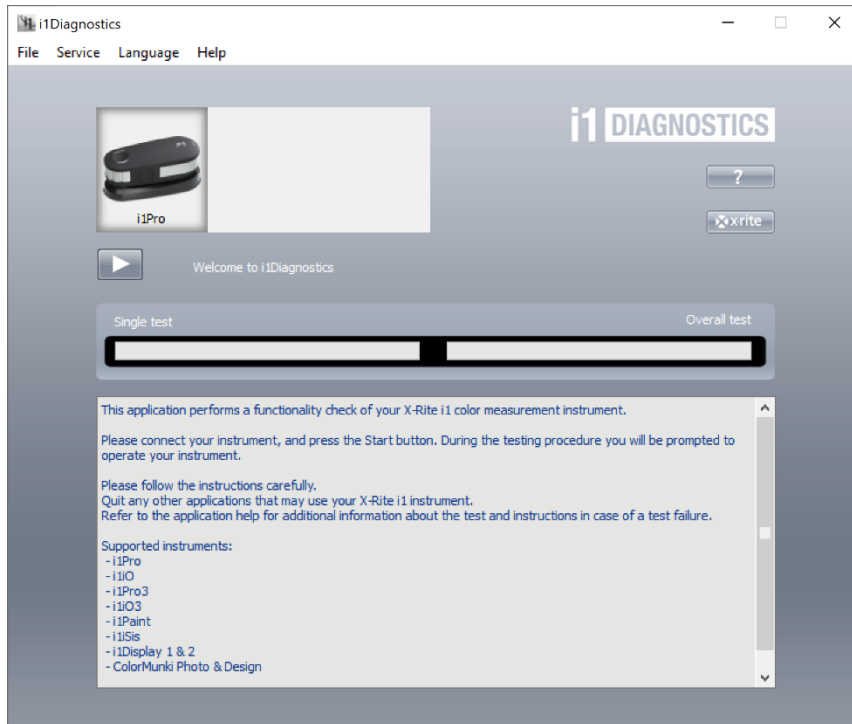 i1Diagnostics
File Service Language Help
i1 DIAGNOSTICS
?
x·rite
i1Pro
Welcome to i1Diagnostics
Single test
Overall test
This application performs a functionality check of your X-Rite i1 color measurement instrument.
Please connect your instrument, and press the Start button. During the testing procedure you will be prompted to
operate your instrument.
Please follow the instructions carefully.
Quit any other applications that may use your X-Rite i1 instrument.
Refer to the application help for additional information about the test and instructions in case of a test failure.
Supported instruments:
- i1Pro
- i1iO
- i1Pro3
- i1iO3
- i1Paint
- i1iSis
- i1Display 1 & 2
- ColorMunki Photo & Design